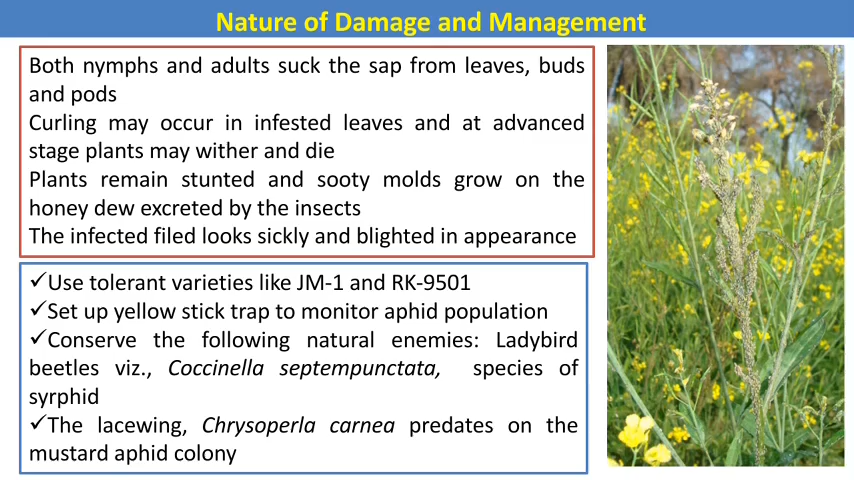 Nature of Damage and Management
Both nymphs and adults suck the sap from leaves, buds
and pods
Curling may occur in infested leaves and at advanced
stage plants may wither and die
Plants remain stunted and sooty molds grow on the
honey dew excreted by the insects
The infected filed looks sickly and blighted in appearance
✓Use tolerant varieties like JM-1 and RK-9501
✓Set up yellow stick trap to monitor aphid population
✓Conserve the following natural enemies: Ladybird
beetles viz., Coccinella septempunctata, species of
syrphid
✓The lacewing, Chrysoperla carnea predates on the
mustard aphid colony